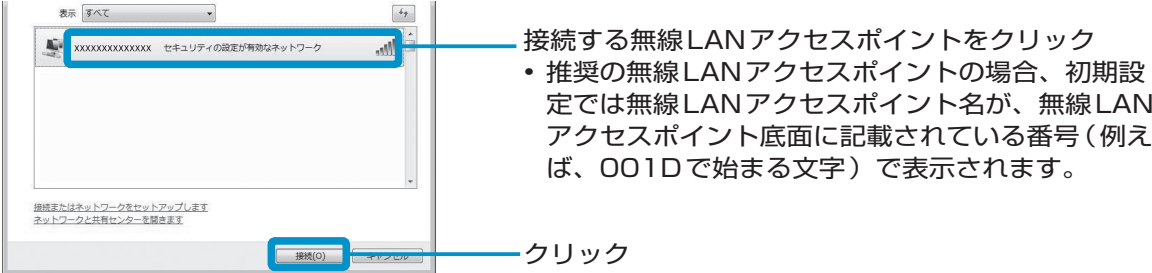 表示 すべて
xxxxxxxxxxxxxx セキュリティの設定が有効なネットワーク
接続する無線LANアクセスポイントをクリック
• 推奨の無線LANアクセスポイントの場合、初期設
定では無線LANアクセスポイント名が、無線LAN
アクセスポイント底面に記載されている番号（例え
ば、001Dで始まる文字）で表示されます。
接続またはネットワークをセットアップします
ネットワークと共有センターを開きます
接続(O) キャンセル
クリック